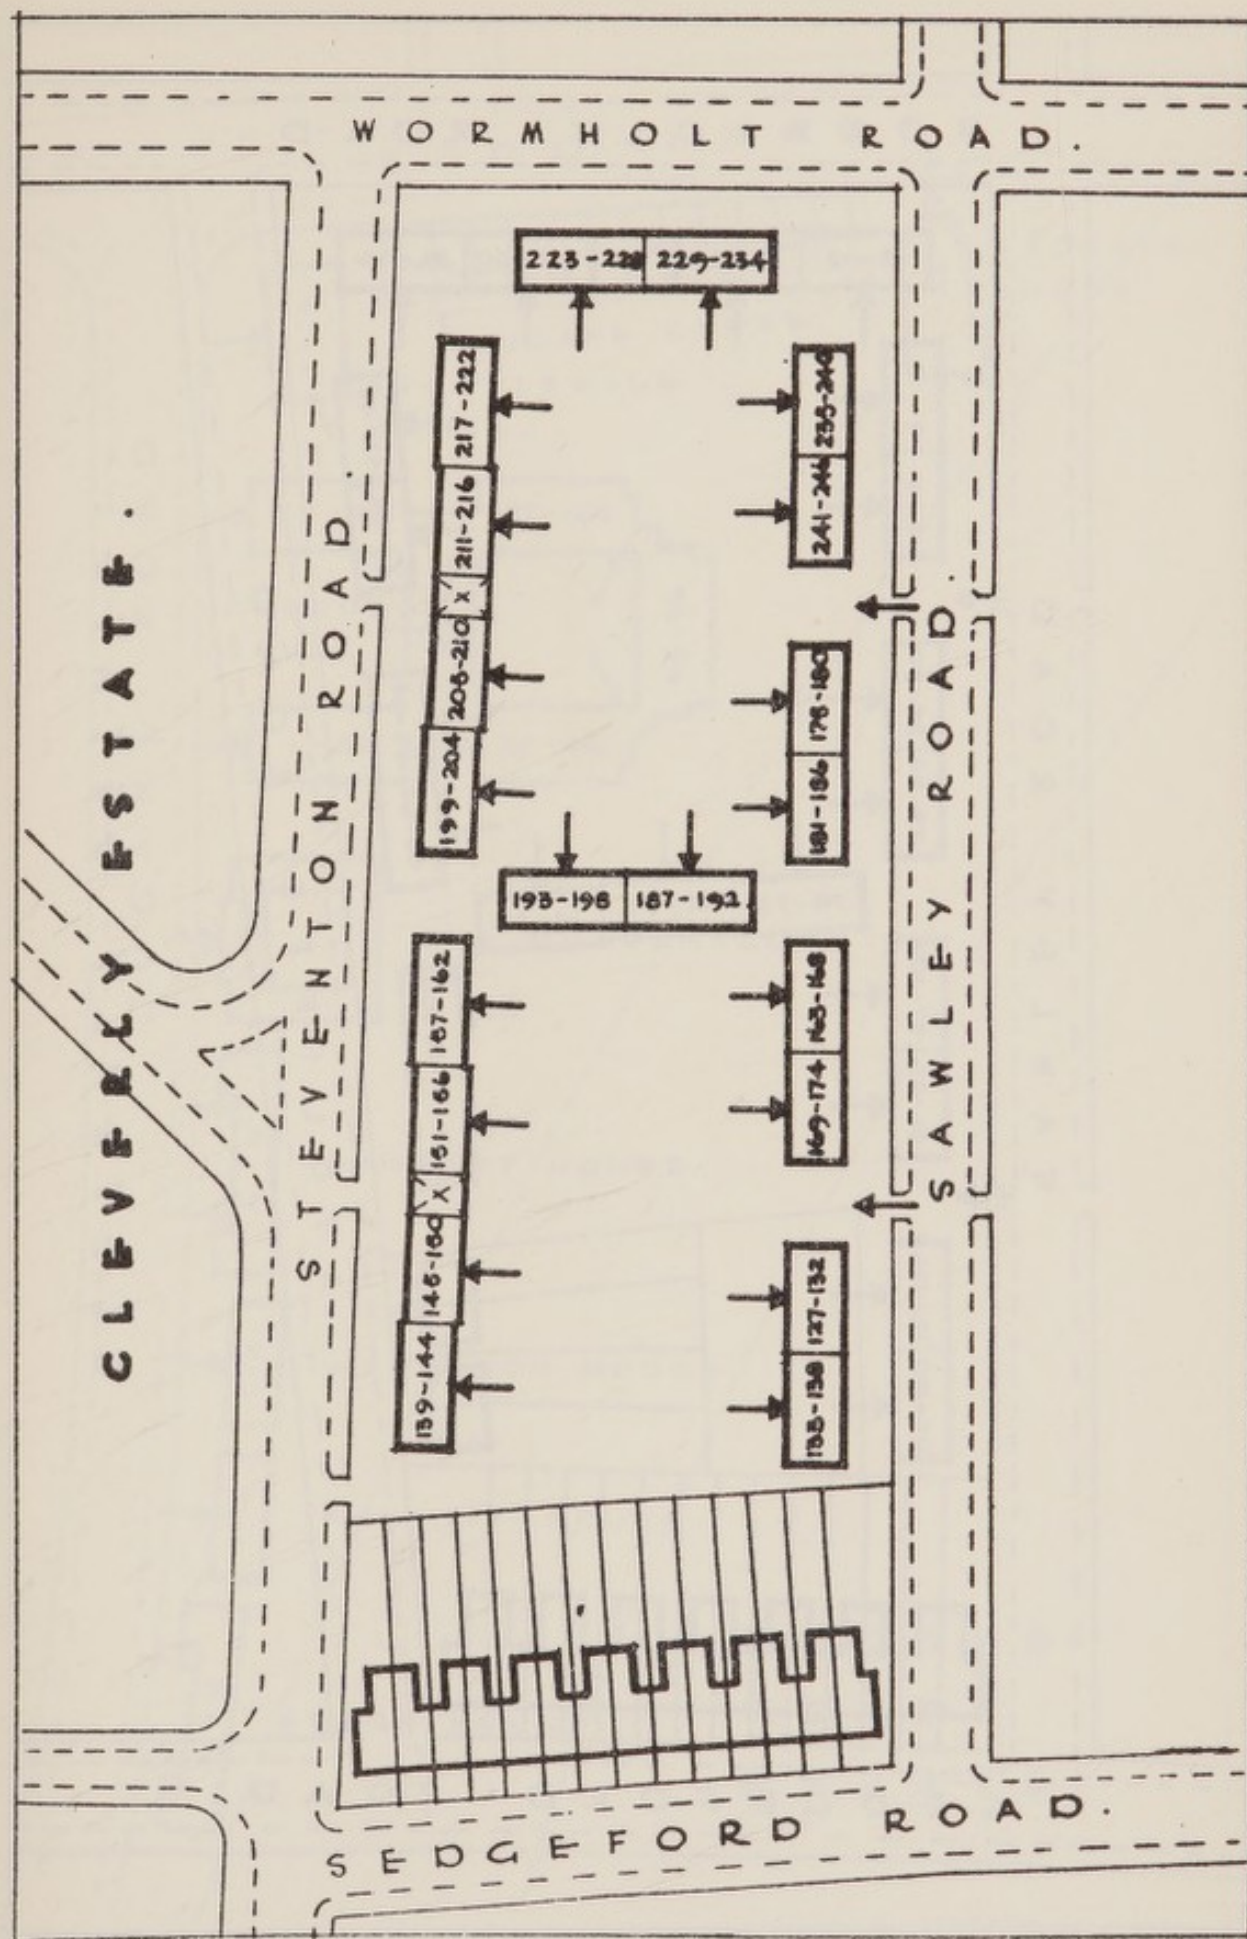 WORMHOLT ROAD.
223-228
229-234
217-222
235-240
211-216
241-246
X
205-210
175-180
199-204
181-186
193-198
187-192
157-162
163-168
151-156
169-174
X
145-150
127-132
139-144
133-138
CLEVERLY ESTATE.
STEVENTON ROAD.
SAWLEY ROAD.
SEDGEFORD ROAD.